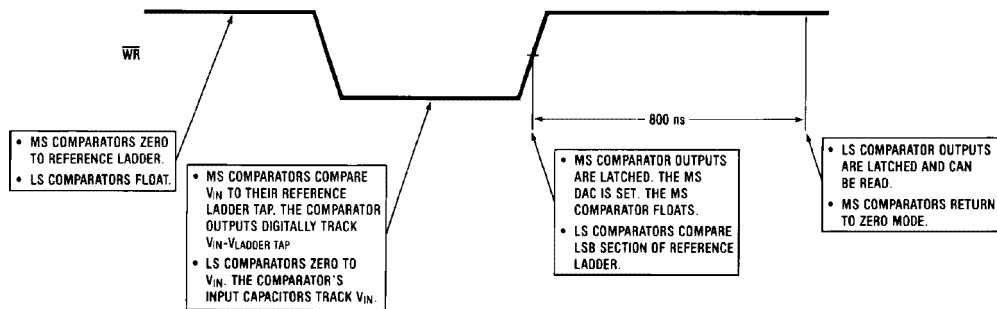 W̅R̅
800 ns
• MS COMPARATORS ZERO
TO REFERENCE LADDER.
• LS COMPARATORS FLOAT.
• MS COMPARATORS COMPARE
VIN TO THEIR REFERENCE
LADDER TAP. THE COMPARATOR
OUTPUTS DIGITALLY TRACK
VIN-VLADDER TAP
• LS COMPARATORS ZERO TO
VIN. THE COMPARATOR'S
INPUT CAPACITORS TRACK VIN.
• MS COMPARATOR OUTPUTS
ARE LATCHED. THE MS
DAC IS SET. THE MS
COMPARATOR FLOATS.
• LS COMPARATORS COMPARE
LSB SECTION OF REFERENCE
LADDER.
• LS COMPARATOR OUTPUTS
ARE LATCHED AND CAN
BE READ.
• MS COMPARATORS RETURN
TO ZERO MODE.